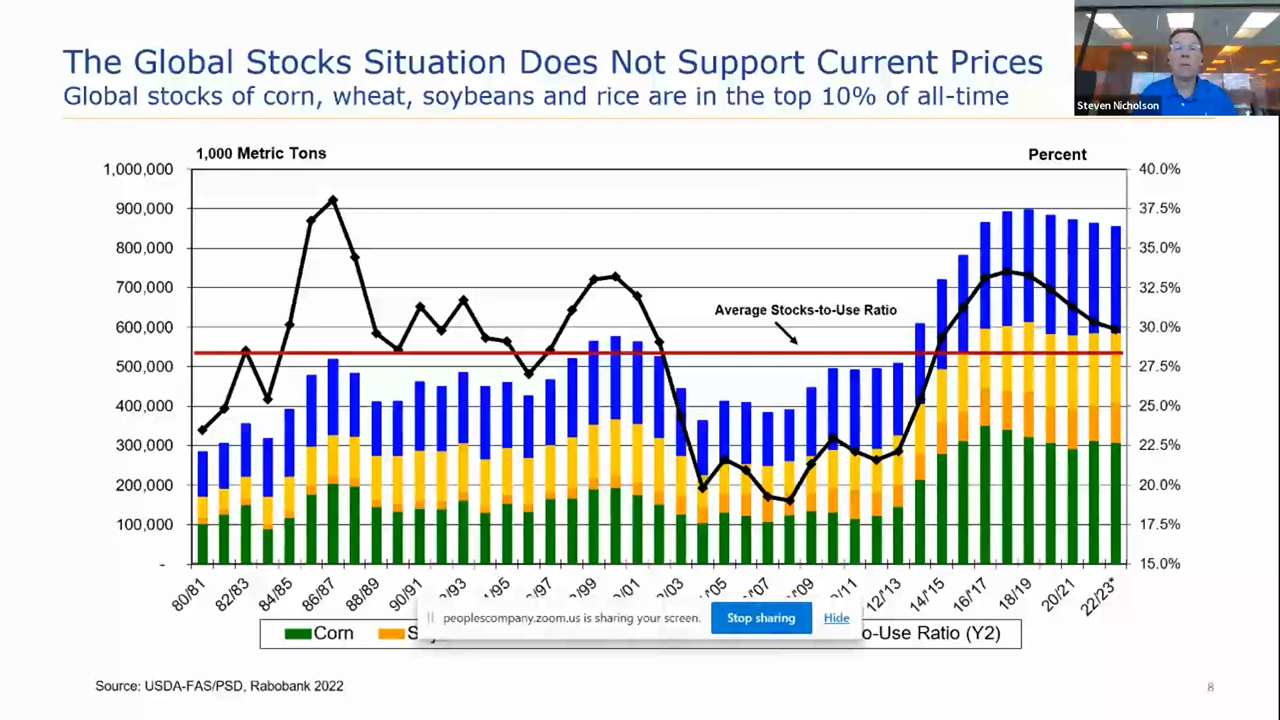 The Global Stocks Situation Does Not Support Current Prices
Global stocks of corn, wheat, soybeans and rice are in the top 10% of all-time
Steven Nicholson
1,000 Metric Tons
Percent
1,000,000
900,000
800,000
700,000
600,000
500,000
400,000
300,000
200,000
100,000
-
40.0%
37.5%
35.0%
32.5%
30.0%
27.5%
25.0%
22.5%
20.0%
17.5%
15.0%
Average Stocks-to-Use Ratio
80/81
82/83
84/85
86/87
88/89
90/91
12/13
14/15
16/17
18/19
20/21
22/23*
peoplescompany.zoom.us is sharing your screen.
Stop sharing
Hide
Corn
o-Use Ratio (Y2)
Source: USDA-FAS/PSD, Rabobank 2022
8